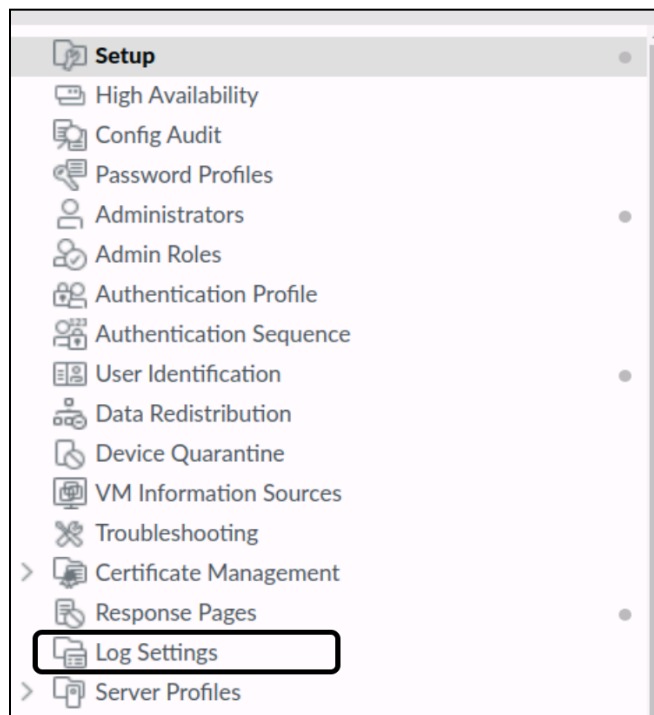 Setup
High Availability
Config Audit
Password Profiles
Administrators
Admin Roles
Authentication Profile
Authentication Sequence
User Identification
Data Redistribution
Device Quarantine
VM Information Sources
Troubleshooting
Certificate Management
Response Pages
Log Settings
Server Profiles